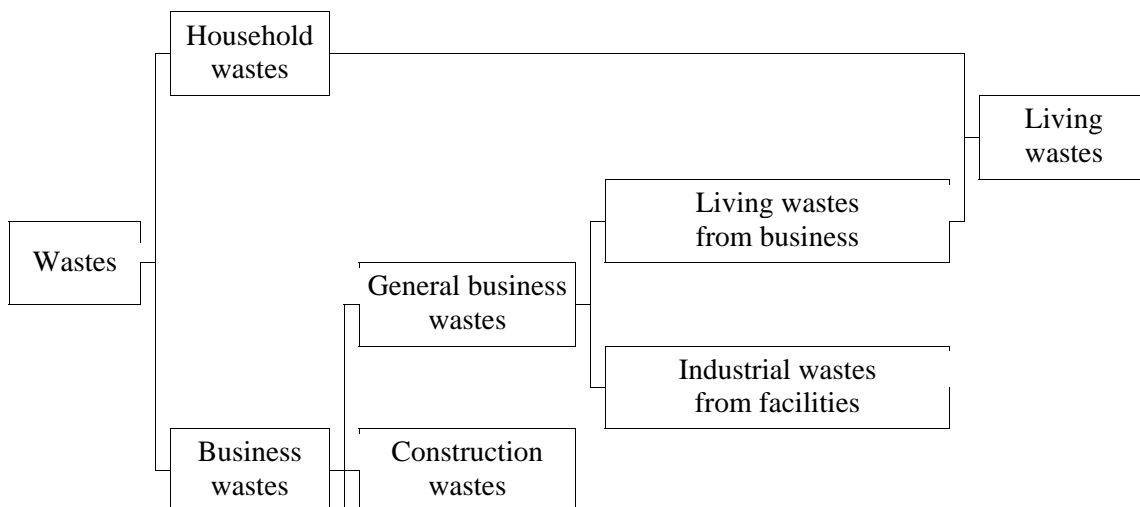 Household
wastes
Living
wastes
Living wastes
from business
Wastes
General business
wastes
Industrial wastes
from facilities
Business
wastes
Construction
wastes